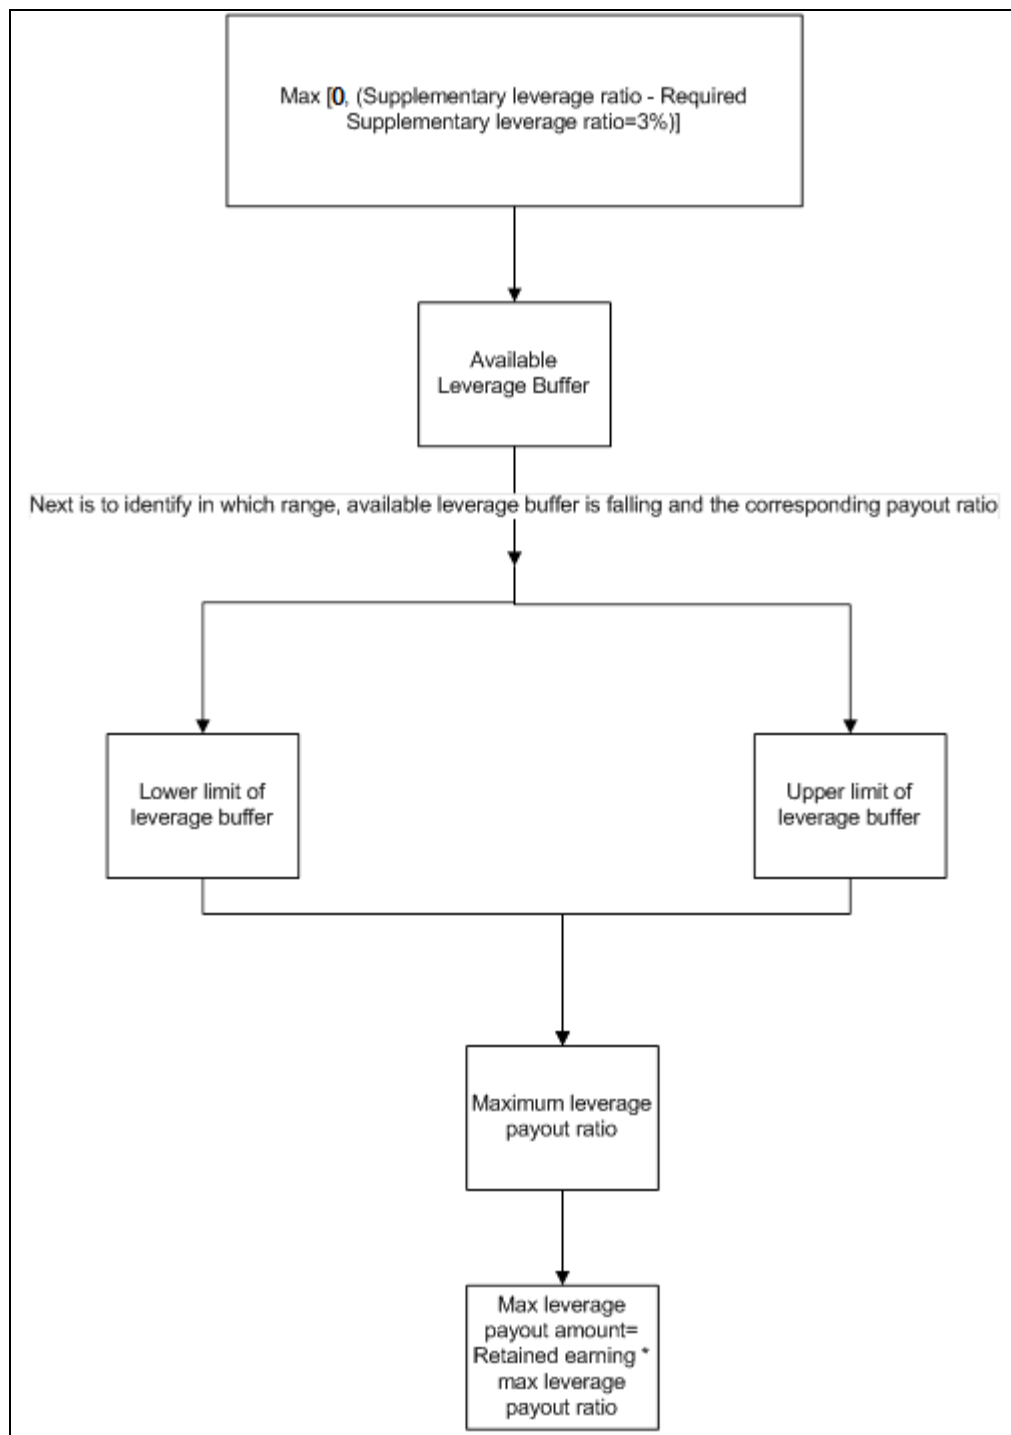 Max [0, (Supplementary leverage ratio - Required
Supplementary leverage ratio=3%)]
Available
Leverage Buffer
Next is to identify in which range, available leverage buffer is falling and the corresponding payout ratio
Lower limit of
leverage buffer
Upper limit of
leverage buffer
Maximum leverage
payout ratio
Max leverage
payout amount=
Retained earning *
max leverage
payout ratio